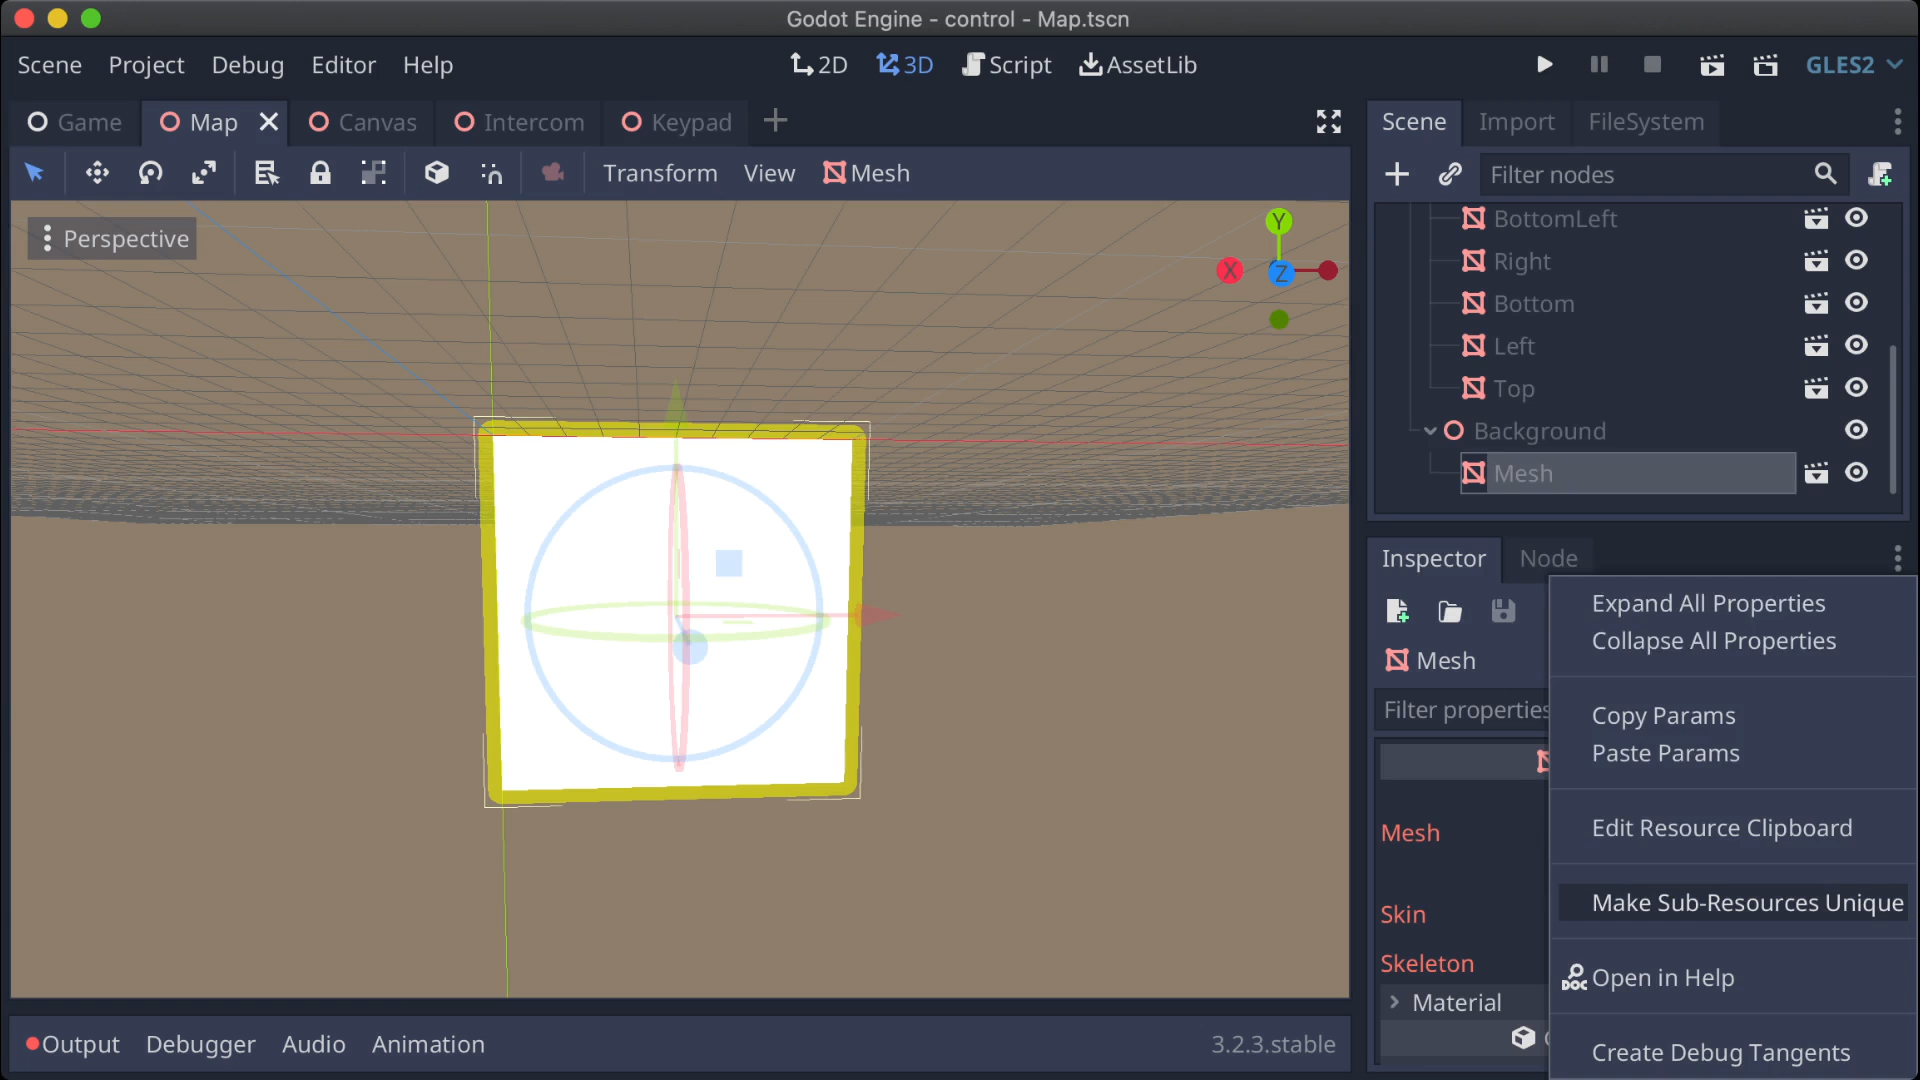 Godot Engine - control - Map.tscn
Scene Project Debug Editor Help
2D 3D Script AssetLib
GLES2
Game Map Canvas Intercom Keypad
Scene Import FileSystem
Transform View Mesh
Filter nodes
Perspective
Y
X
Z
BottomLeft
Right
Bottom
Left
Top
Background
Mesh
Inspector Node
Mesh
Filter properties
Mesh
Skin
Skeleton
Material
Expand All Properties
Collapse All Properties
Copy Params
Paste Params
Edit Resource Clipboard
Make Sub-Resources Unique
DOC Open in Help
Create Debug Tangents
Output Debugger Audio Animation
3.2.3.stable